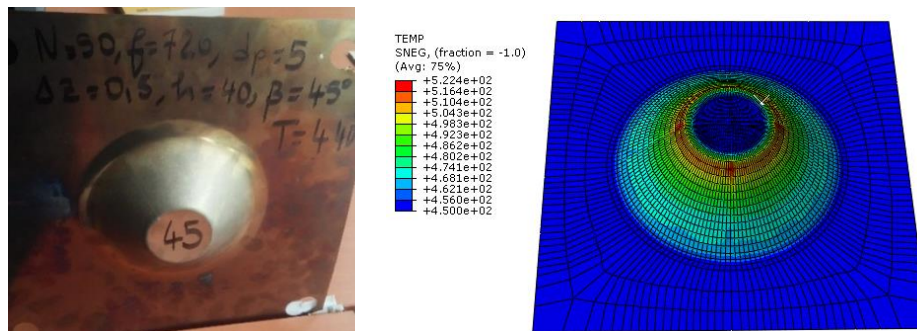 N=90, f=720, dp=5
Δz=0,5, h=40, β=45°
T=440
45
TEMP
SNEG, (fraction = -1.0)
(Avg: 75%)
+5.224e+02
+5.164e+02
+5.104e+02
+5.043e+02
+4.983e+02
+4.923e+02
+4.862e+02
+4.802e+02
+4.741e+02
+4.681e+02
+4.621e+02
+4.560e+02
+4.500e+02